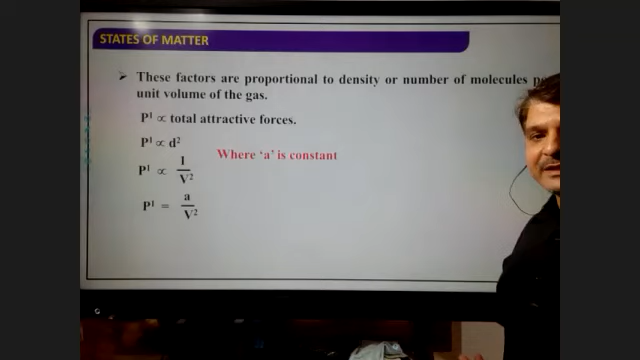 STATES OF MATTER
➢ These factors are proportional to density or number of molecules
unit volume of the gas.
P¹ ∝ total attractive forces.
P¹ ∝ d²
Where ‘a’ is constant
P¹ ∝ 1/V²
P¹ = a/V²